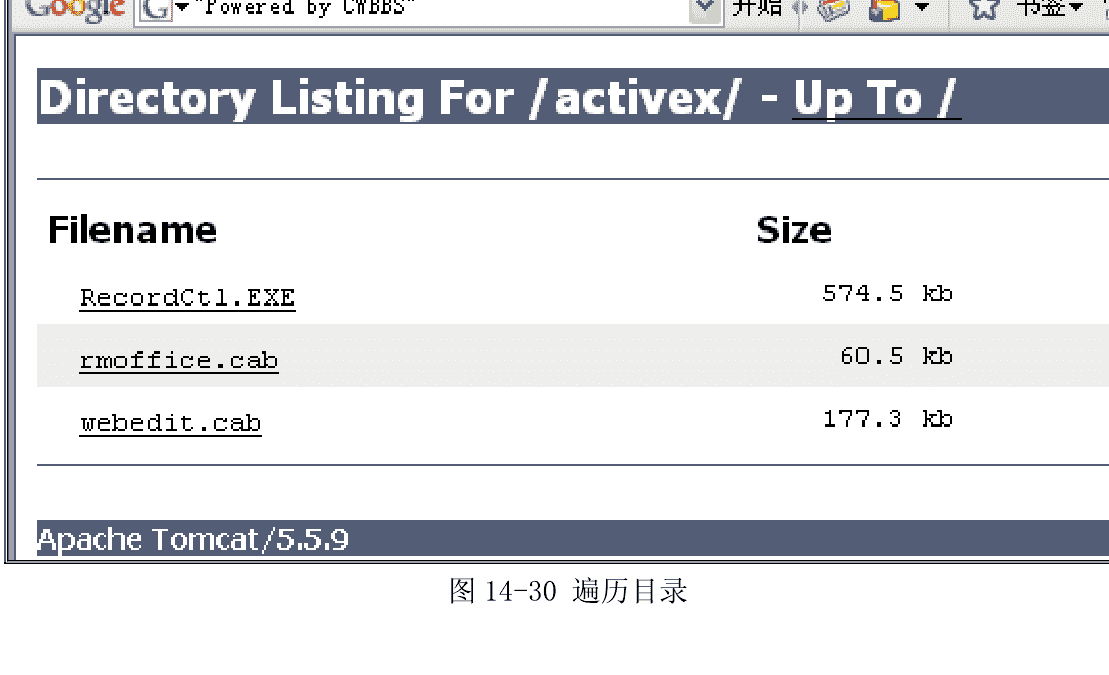 Google "Powered by CWBBS" 开始 书签
Directory Listing For /activex/ - Up To /
Filename Size
RecordCtl.EXE 574.5 kb
rmoffice.cab 60.5 kb
webedit.cab 177.3 kb
Apache Tomcat/5.5.9
图 14-30 遍历目录